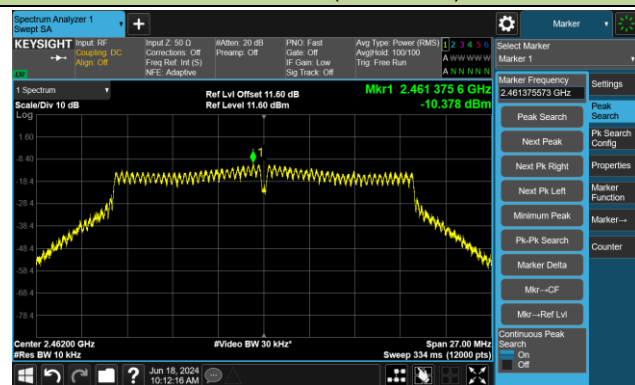 Spectrum Analyzer 1
Swept SA
+
Marker
KEYSIGHT
Input: RF
Coupling: DC
Align: Off
Input Z: 50 Ω
Corrections: Off
Freq Ref: Int (S)
NFE: Adaptive
#Atten: 20 dB
Preamp: Off
PNO: Fast
Gate: Off
IF Gain: Low
Sig Track: Off
Avg Type: Power (RMS)
Avg|Hold: 100/100
Trig: Free Run
1 2 3 4 5 6
A W W W W W
A N N N N N
LXI
Select Marker
Marker 1
1 Spectrum
Scale/Div 10 dB
Log
Ref Lvl Offset 11.60 dB
Ref Level 11.60 dBm
Mkr1 2.461 375 6 GHz
-10.378 dBm
1.60
-8.40
-18.4
-28.4
-38.4
-48.4
-58.4
-68.4
-78.4
1
Center 2.46200 GHz
#Res BW 10 kHz
#Video BW 30 kHz*
Span 27.00 MHz
Sweep 334 ms (12000 pts)
Marker Frequency
2.461375573 GHz
Peak Search
Next Peak
Next Pk Right
Next Pk Left
Minimum Peak
Pk-Pk Search
Marker Delta
Mkr→CF
Mkr→Ref Lvl
Continuous Peak
Search
On
Off
Settings
Peak
Search
Pk Search
Config
Properties
Marker
Function
Marker→
Counter
?
Jun 18, 2024
10:12:16 AM